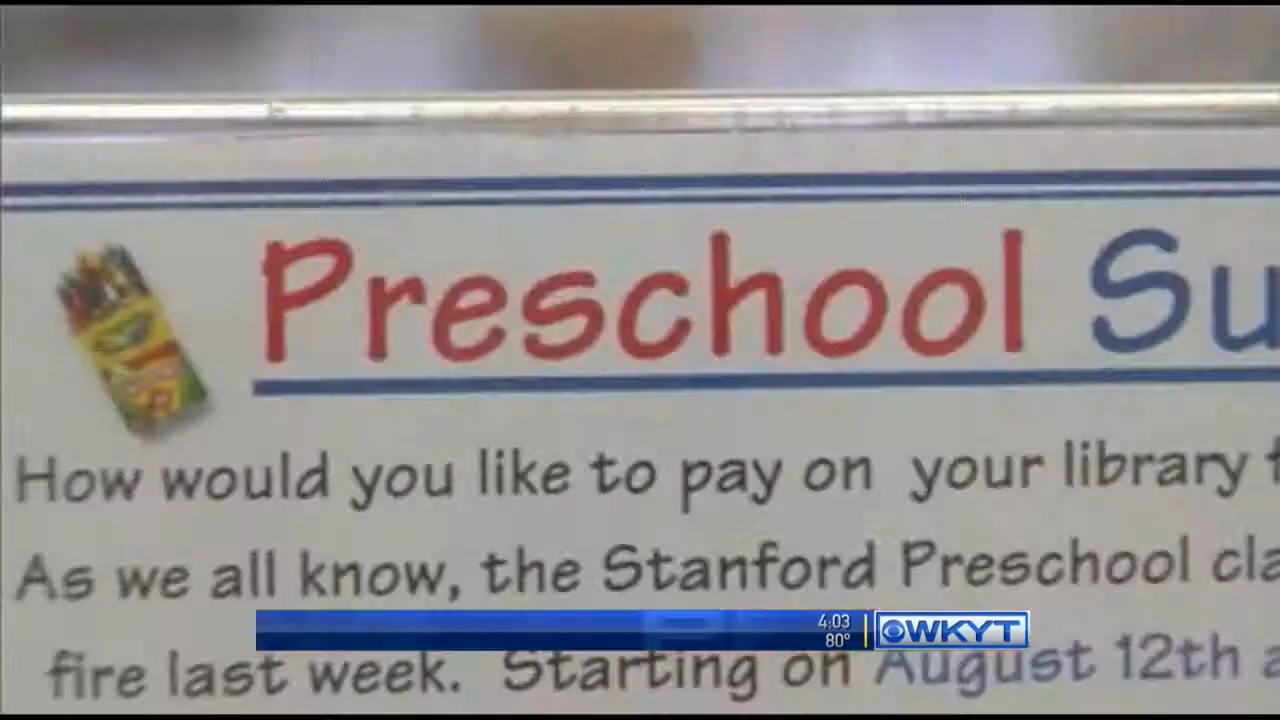 Preschool Su
How would you like to pay on your library f
As we all know, the Stanford Preschool cla
4:03
80°
WKYT
fire last week. Starting on August 12th a